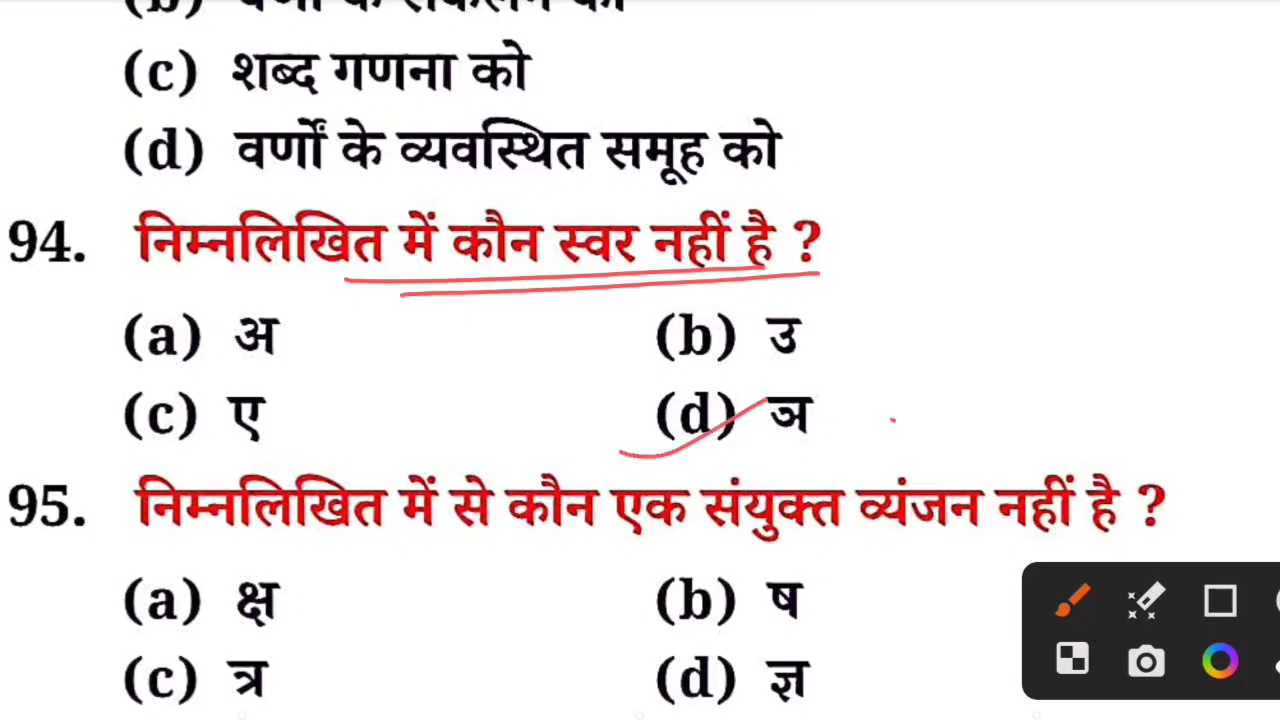 (c) शब्द गणना को
(d) वर्णों के व्यवस्थित समूह को
94. निम्नलिखित में कौन स्वर नहीं है ?
(a) अ (b) उ
(c) ए (d) ञ
95. निम्नलिखित में से कौन एक संयुक्त व्यंजन नहीं है ?
(a) क्ष (b) ष
(c) त्र (d) ज्ञ